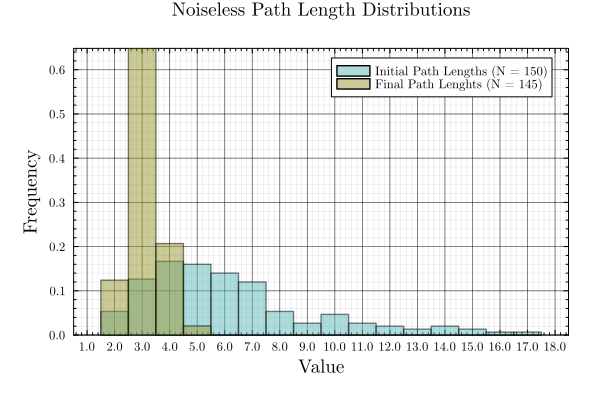 Noiseless Path Length Distributions
Initial Path Lengths (N = 150)
Final Path Lenghts (N = 145)
0.6
0.5
0.4
0.3
0.2
0.1
0.0
Frequency
1.0 2.0 3.0 4.0 5.0 6.0 7.0 8.0 9.0 10.0 11.0 12.0 13.0 14.0 15.0 16.0 17.0 18.0
Value